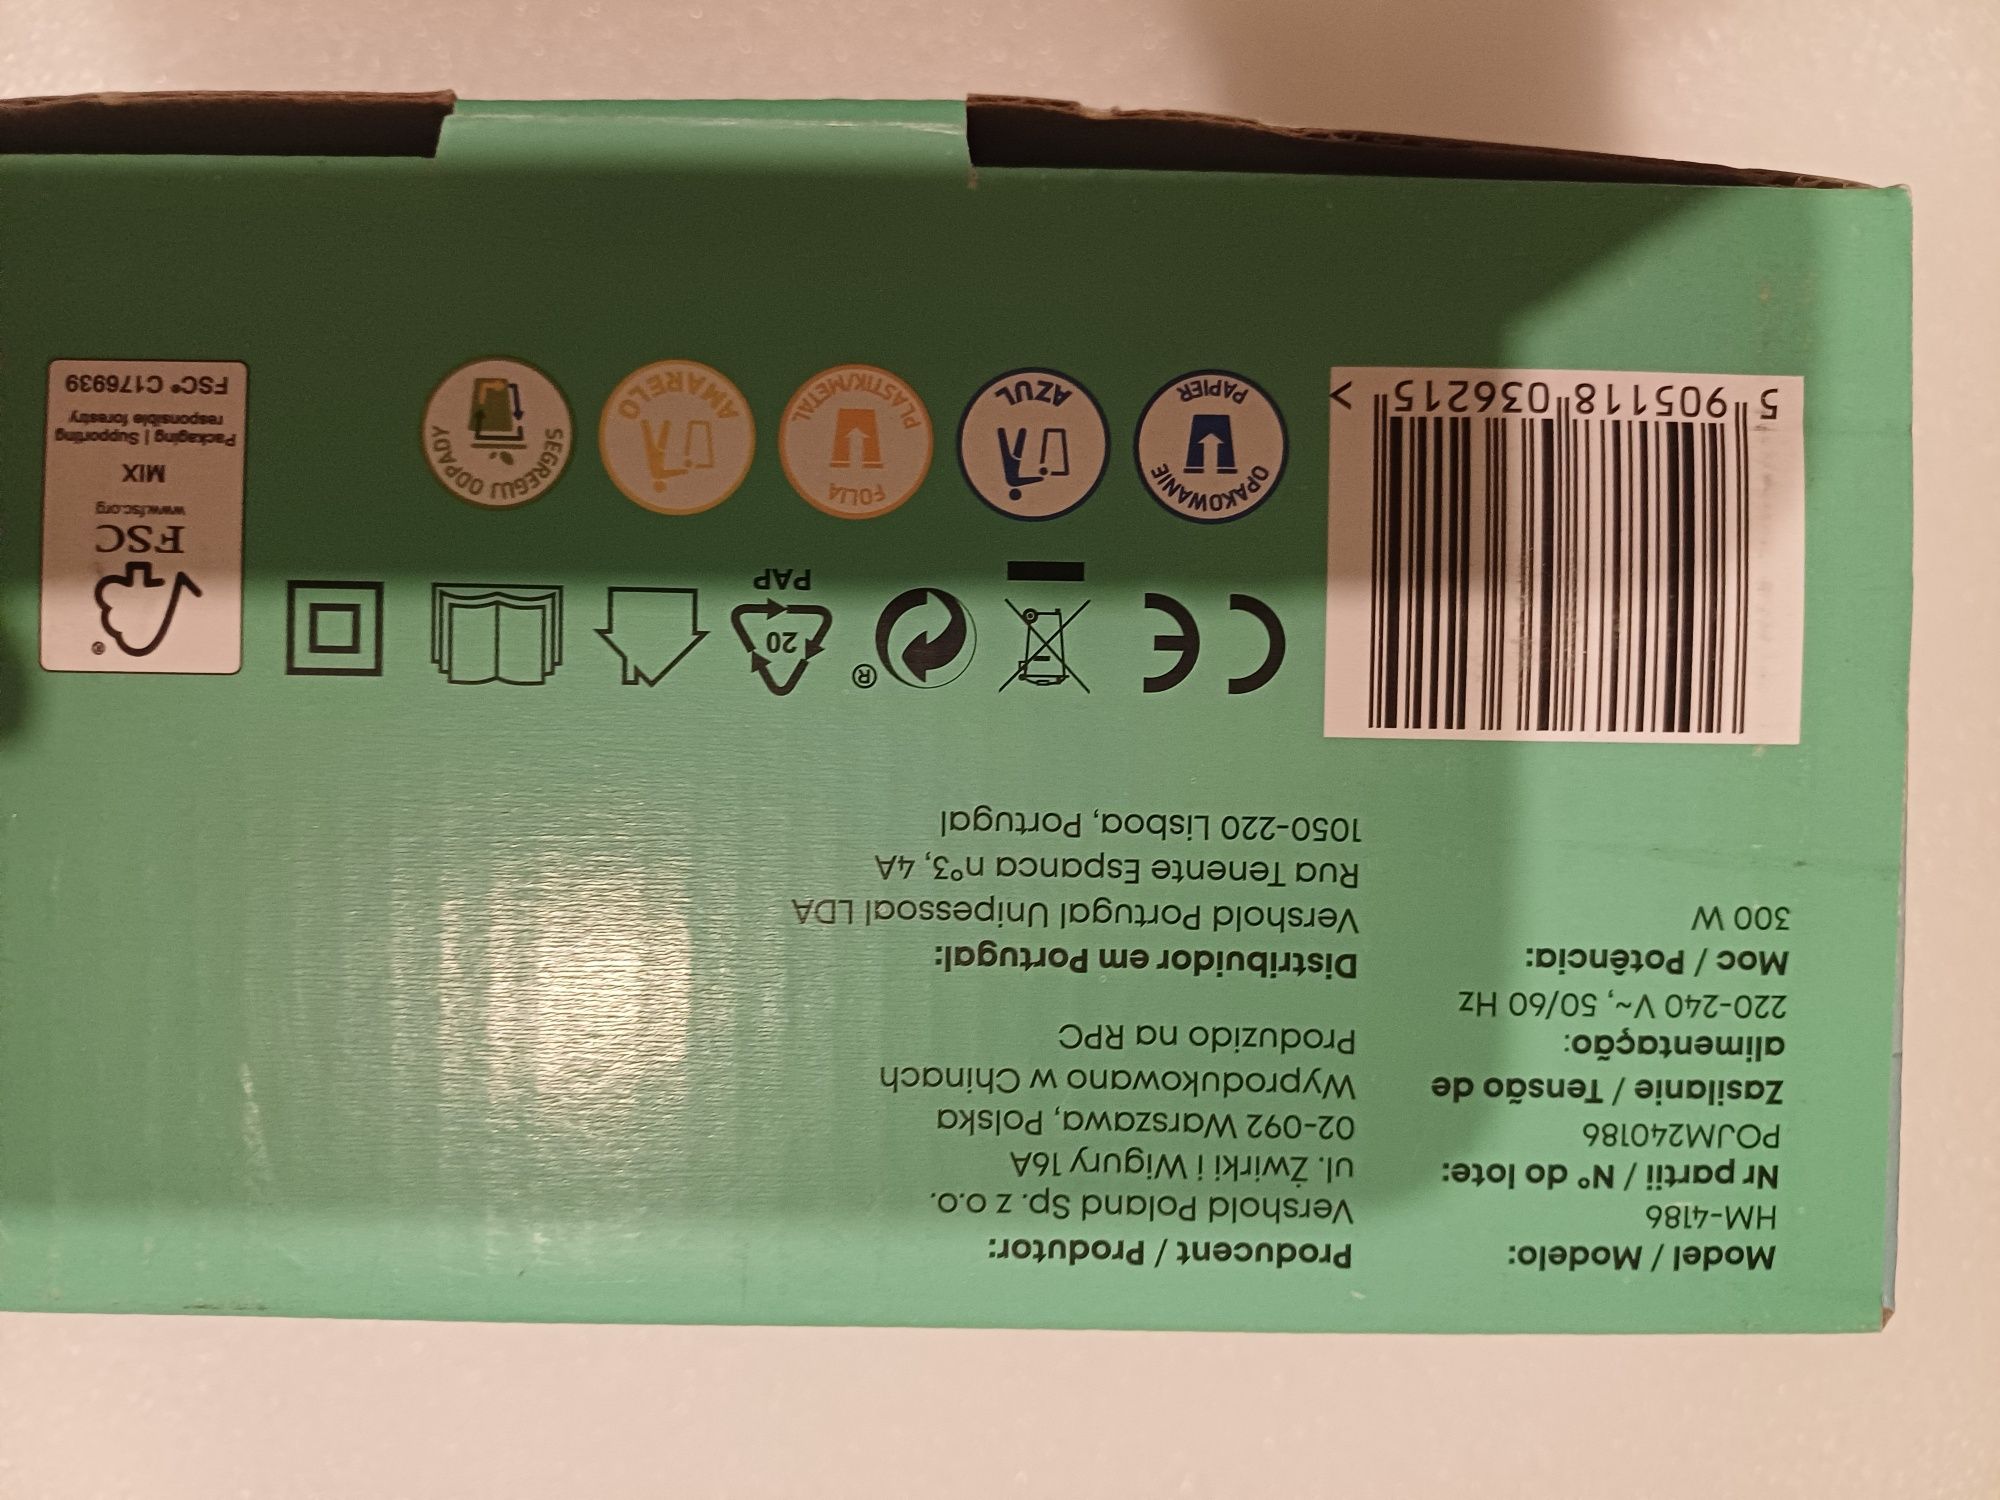 Model / Modelo:
HM-4186
Nr partii / Nº do lote:
POJM240186
Zasilanie / Tensão de
alimentação:
220-240 V~, 50/60 Hz
Moc / Potência:
300 W
Producent / Produtor:
Vershold Poland Sp. z o.o.
ul. Żwirki i Wigury 16A
02-092 Warszawa, Polska
Wyprodukowano w Chinach
Produzido na RPC
Distribuidor em Portugal:
Vershold Portugal Unipessoal LDA
Rua Tenente Espanca nº3, 4A
1050-220 Lisboa, Portugal
5 905118 036215 >
CE
®
20
PAP
OPAKOWANIE
PAPIER
AZUL
FOLIA
PLASTIK/METAL
AMARELO
SEGREGUJ ODPADY
®
FSC
www.fsc.org
MIX
Packaging | Supporting
responsible forestry
FSC® C176939